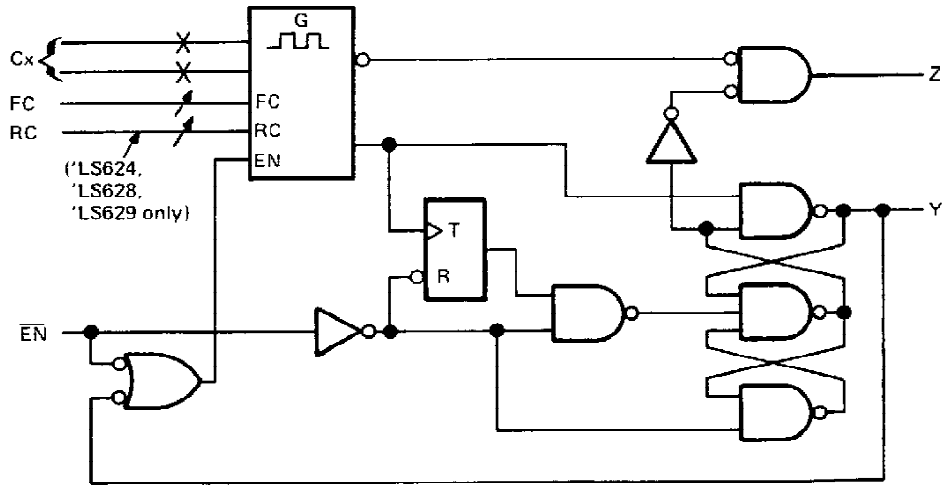 G
Cx
FC
FC
RC
RC
EN
Z
('LS624,
'LS628,
'LS629 only)
T
R
Y
EN